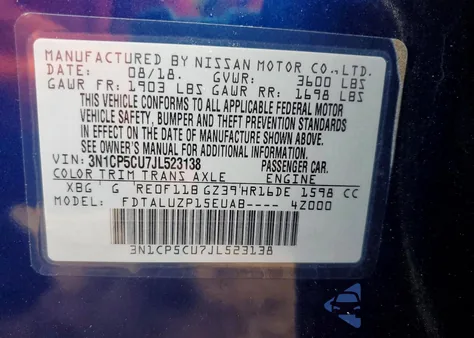 MANUFACTURED BY NISSAN MOTOR CO.,LTD.
DATE: 08/18. GVWR: 3600 LBS
GAWR FR: 1903 LBS GAWR RR: 1698 LBS
THIS VEHICLE CONFORMS TO ALL APPLICABLE FEDERAL MOTOR
VEHICLE SAFETY, BUMPER AND THEFT PREVENTION STANDARDS
IN EFFECT ON THE DATE OF MANUFACTURE SHOWN ABOVE.
SEE OWNER'S MANUAL FOR ADDITIONAL INFORMATION.
VIN: 3N1CP5CU7JL523138 PASSENGER CAR.
COLOR TRIM TRANS AXLE ENGINE
XBG G RE0F11B GZ39 HR16DE 1598 CC
MODEL: FDTALUZP15EUAB---- 4Z000
3N1CP5CU7JL523138